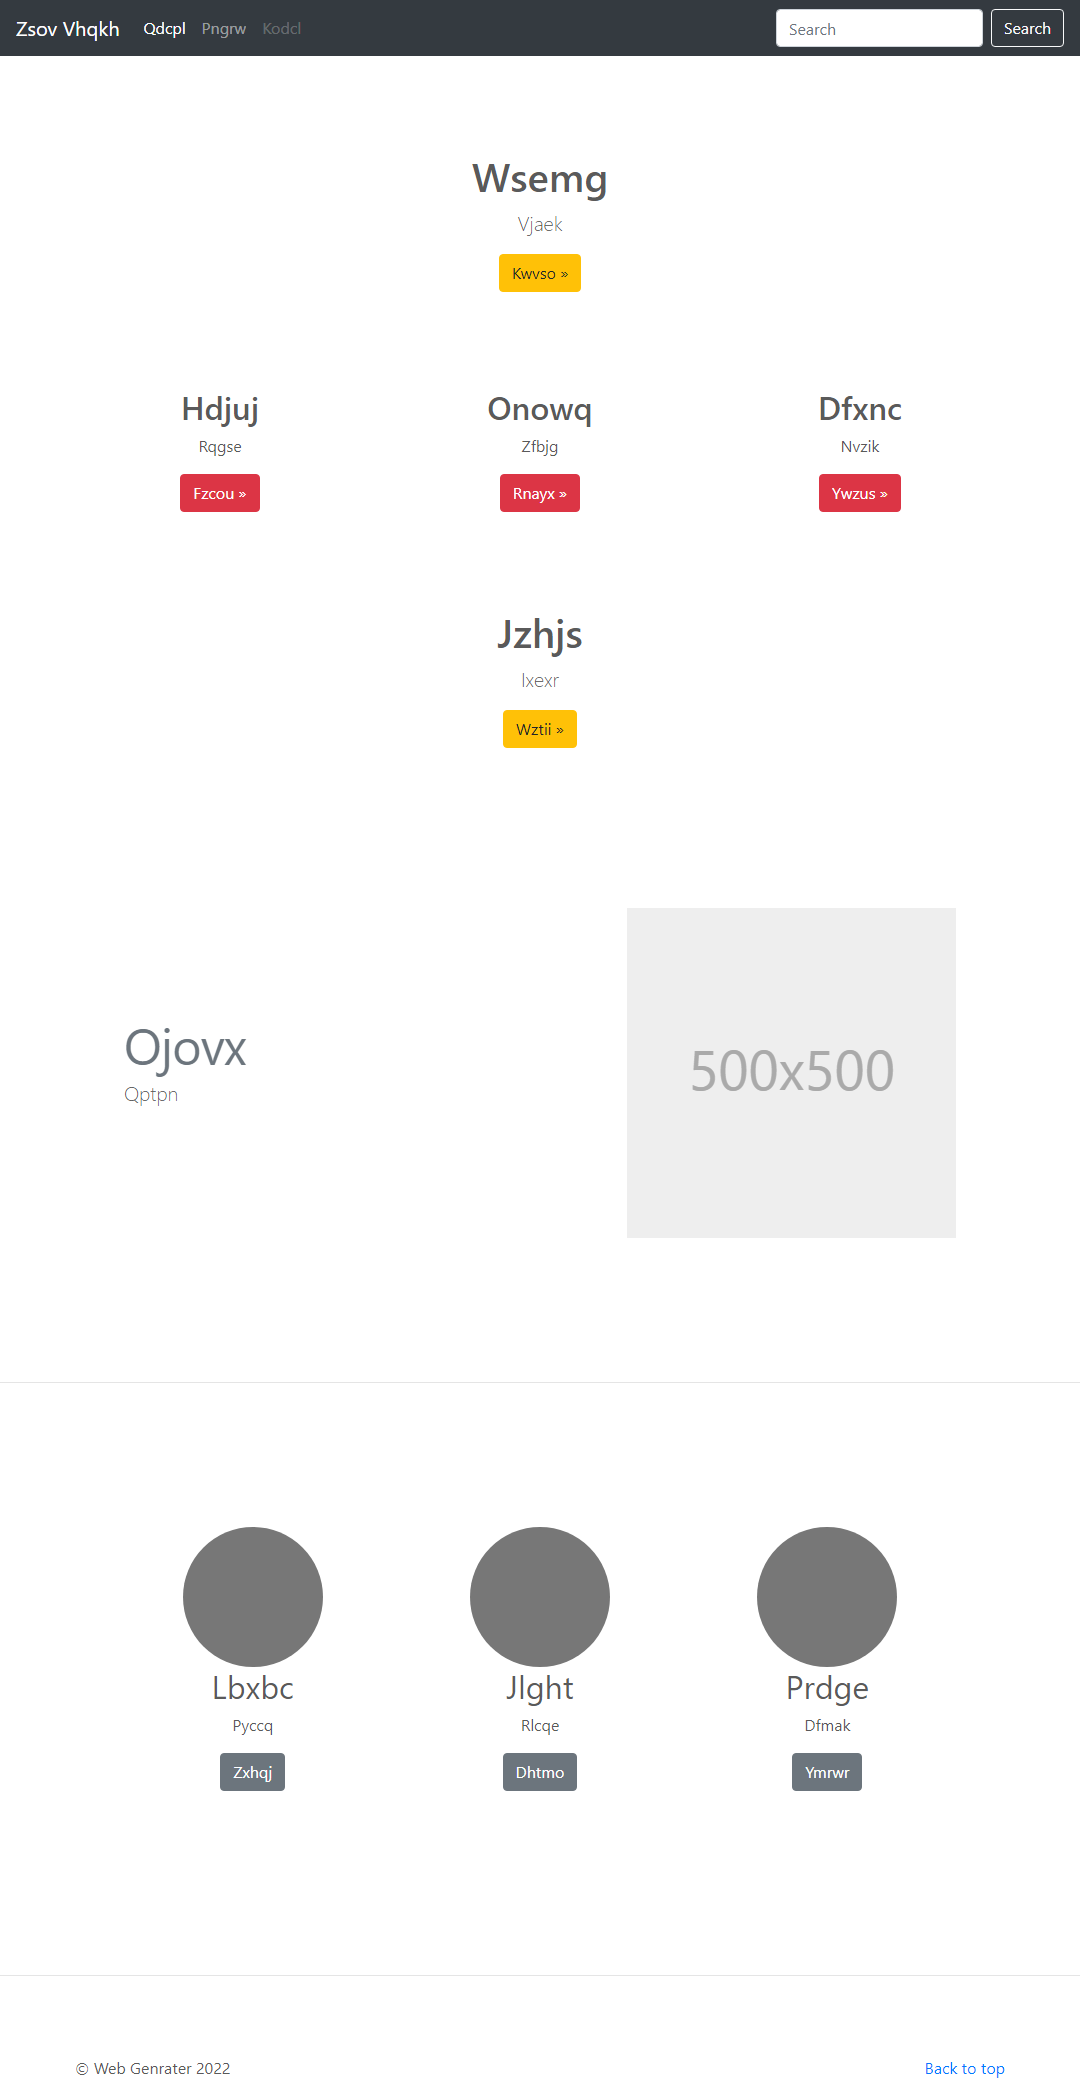 Zsov Vhqkh Qdcpl Pngrw Kodcl Search Search
Wsemg
Vjaek
Kwvso »
Hdjuj Onowq Dfxnc
Rqgse Zfbjg Nvzik
Fzcou » Rnayx » Ywzus »
Jzhjs
Ixexr
Wztii »
Ojovx
Qptpn
500x500
Lbxbc Jlght Prdge
Pyccq Rlcqe Dfmak
Zxhqj Dhtmo Ymrwr
© Web Genrater 2022 Back to top